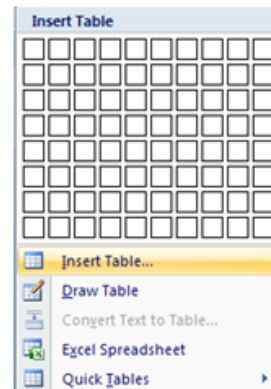 Insert Table
Insert Table...
Draw Table
Convert Text to Table...
Excel Spreadsheet
Quick Tables